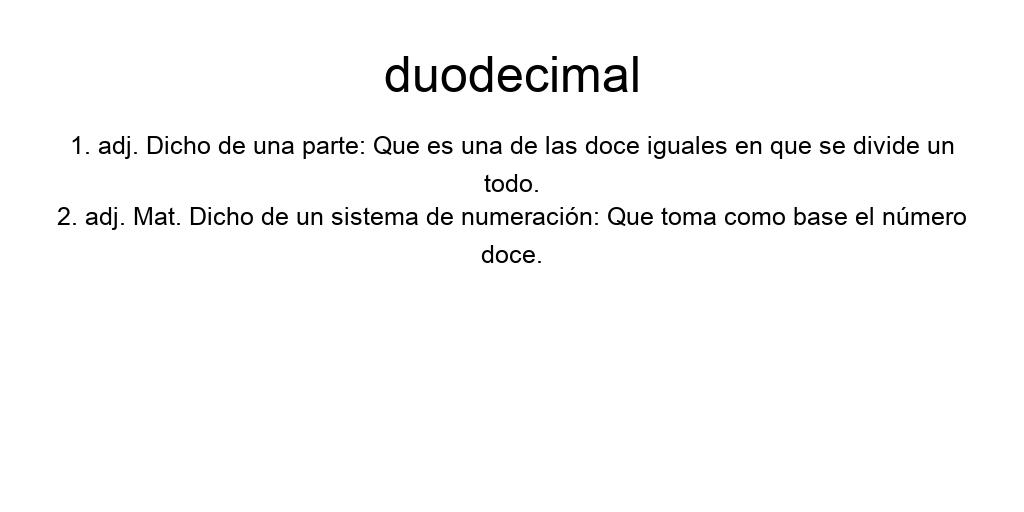 duodecimal
1. adj. Dicho de una parte: Que es una de las doce iguales en que se divide un
todo.
2. adj. Mat. Dicho de un sistema de numeración: Que toma como base el número
doce.